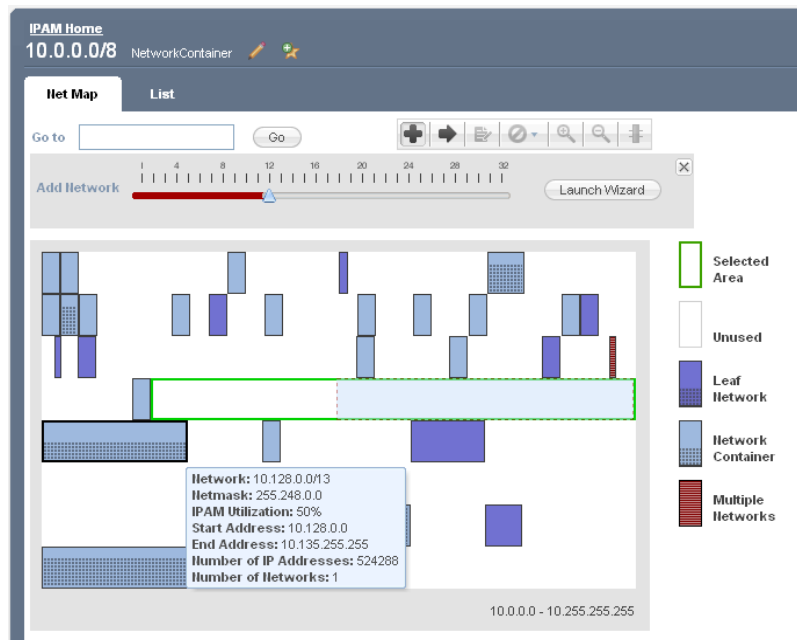 IPAM Home
10.0.0.0/8 NetworkContainer
Net Map List
Go to Go
1 4 8 12 16 20 24 28 32
Add Network Launch Wizard
Selected
Area
Unused
Leaf
Network
Network
Container
Multiple
Networks
Network: 10.128.0.0/13
Netmask: 255.248.0.0
IPAM Utilization: 50%
Start Address: 10.128.0.0
End Address: 10.135.255.255
Number of IP Addresses: 524288
Number of Networks: 1
10.0.0.0 - 10.255.255.255